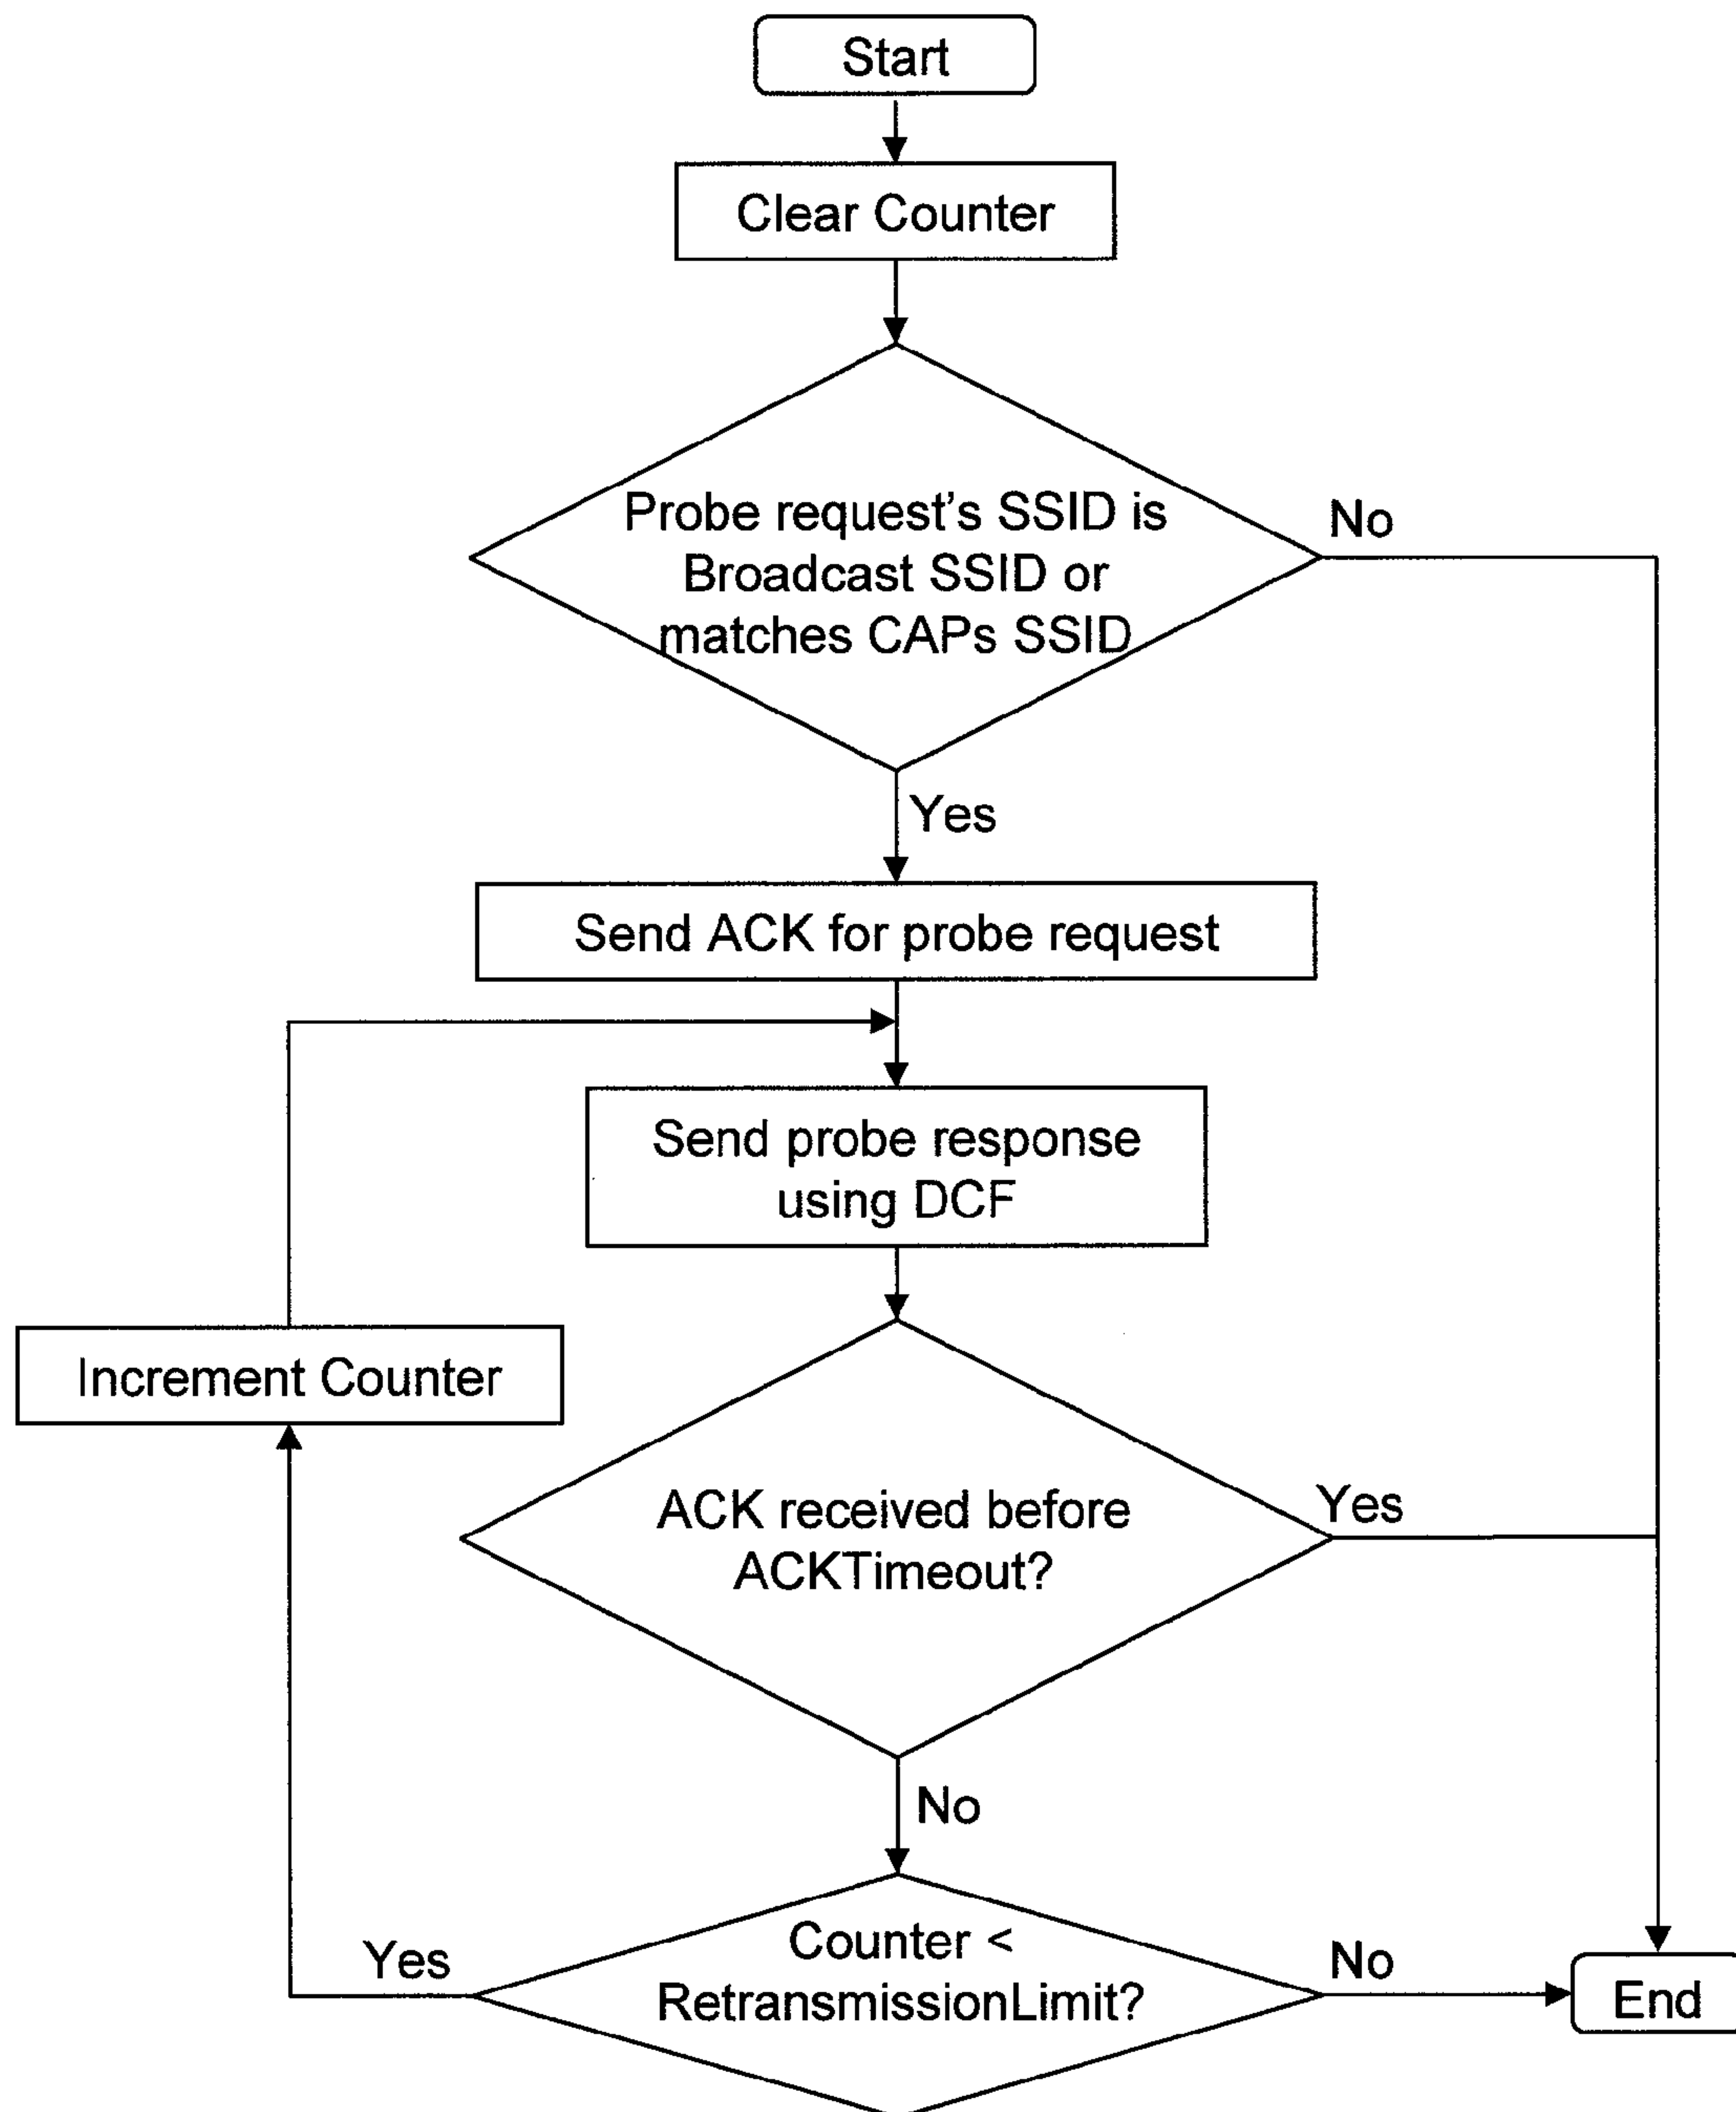 Start
Clear Counter
Probe request's SSID is
Broadcast SSID or
matches CAPs SSID
No
Yes
Send ACK for probe request
Send probe response
using DCF
Increment Counter
ACK received before
ACKTimeout?
Yes
No
Counter <
RetransmissionLimit?
Yes
No
End